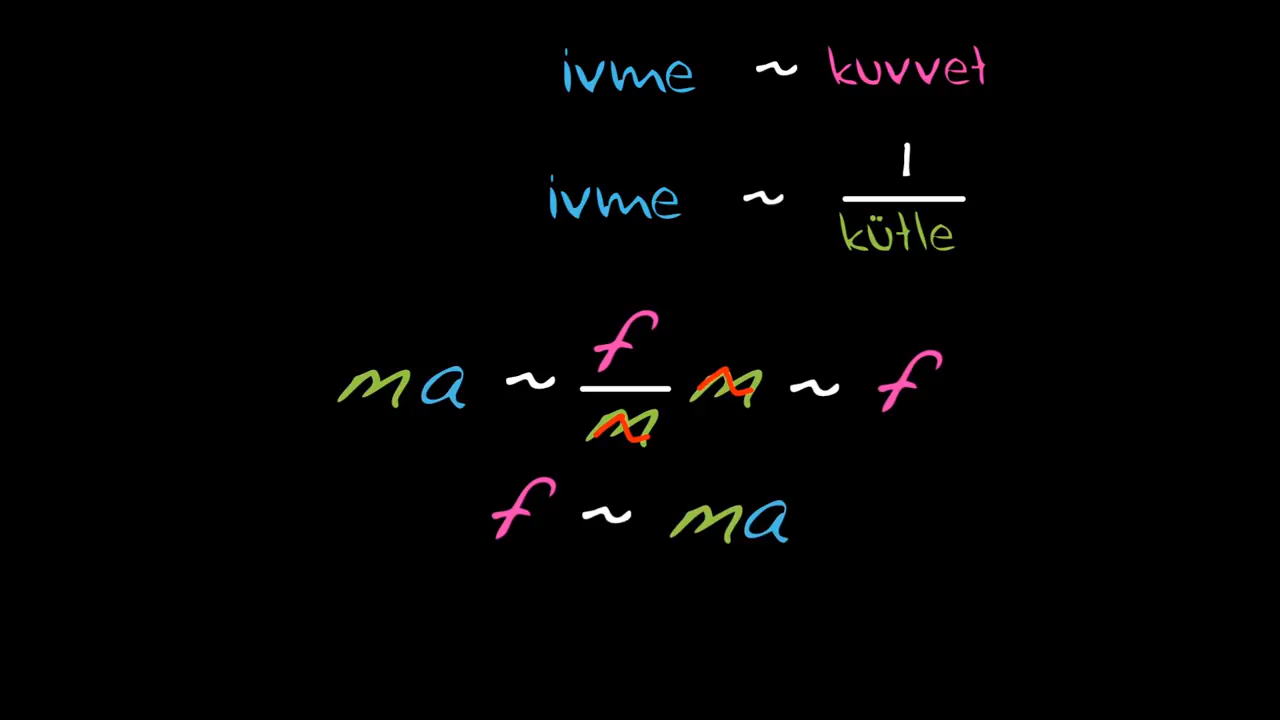 ivme ~ kuvvet
ivme ~ 1/kütle
ma ~ f/m m ~ f
f ~ ma